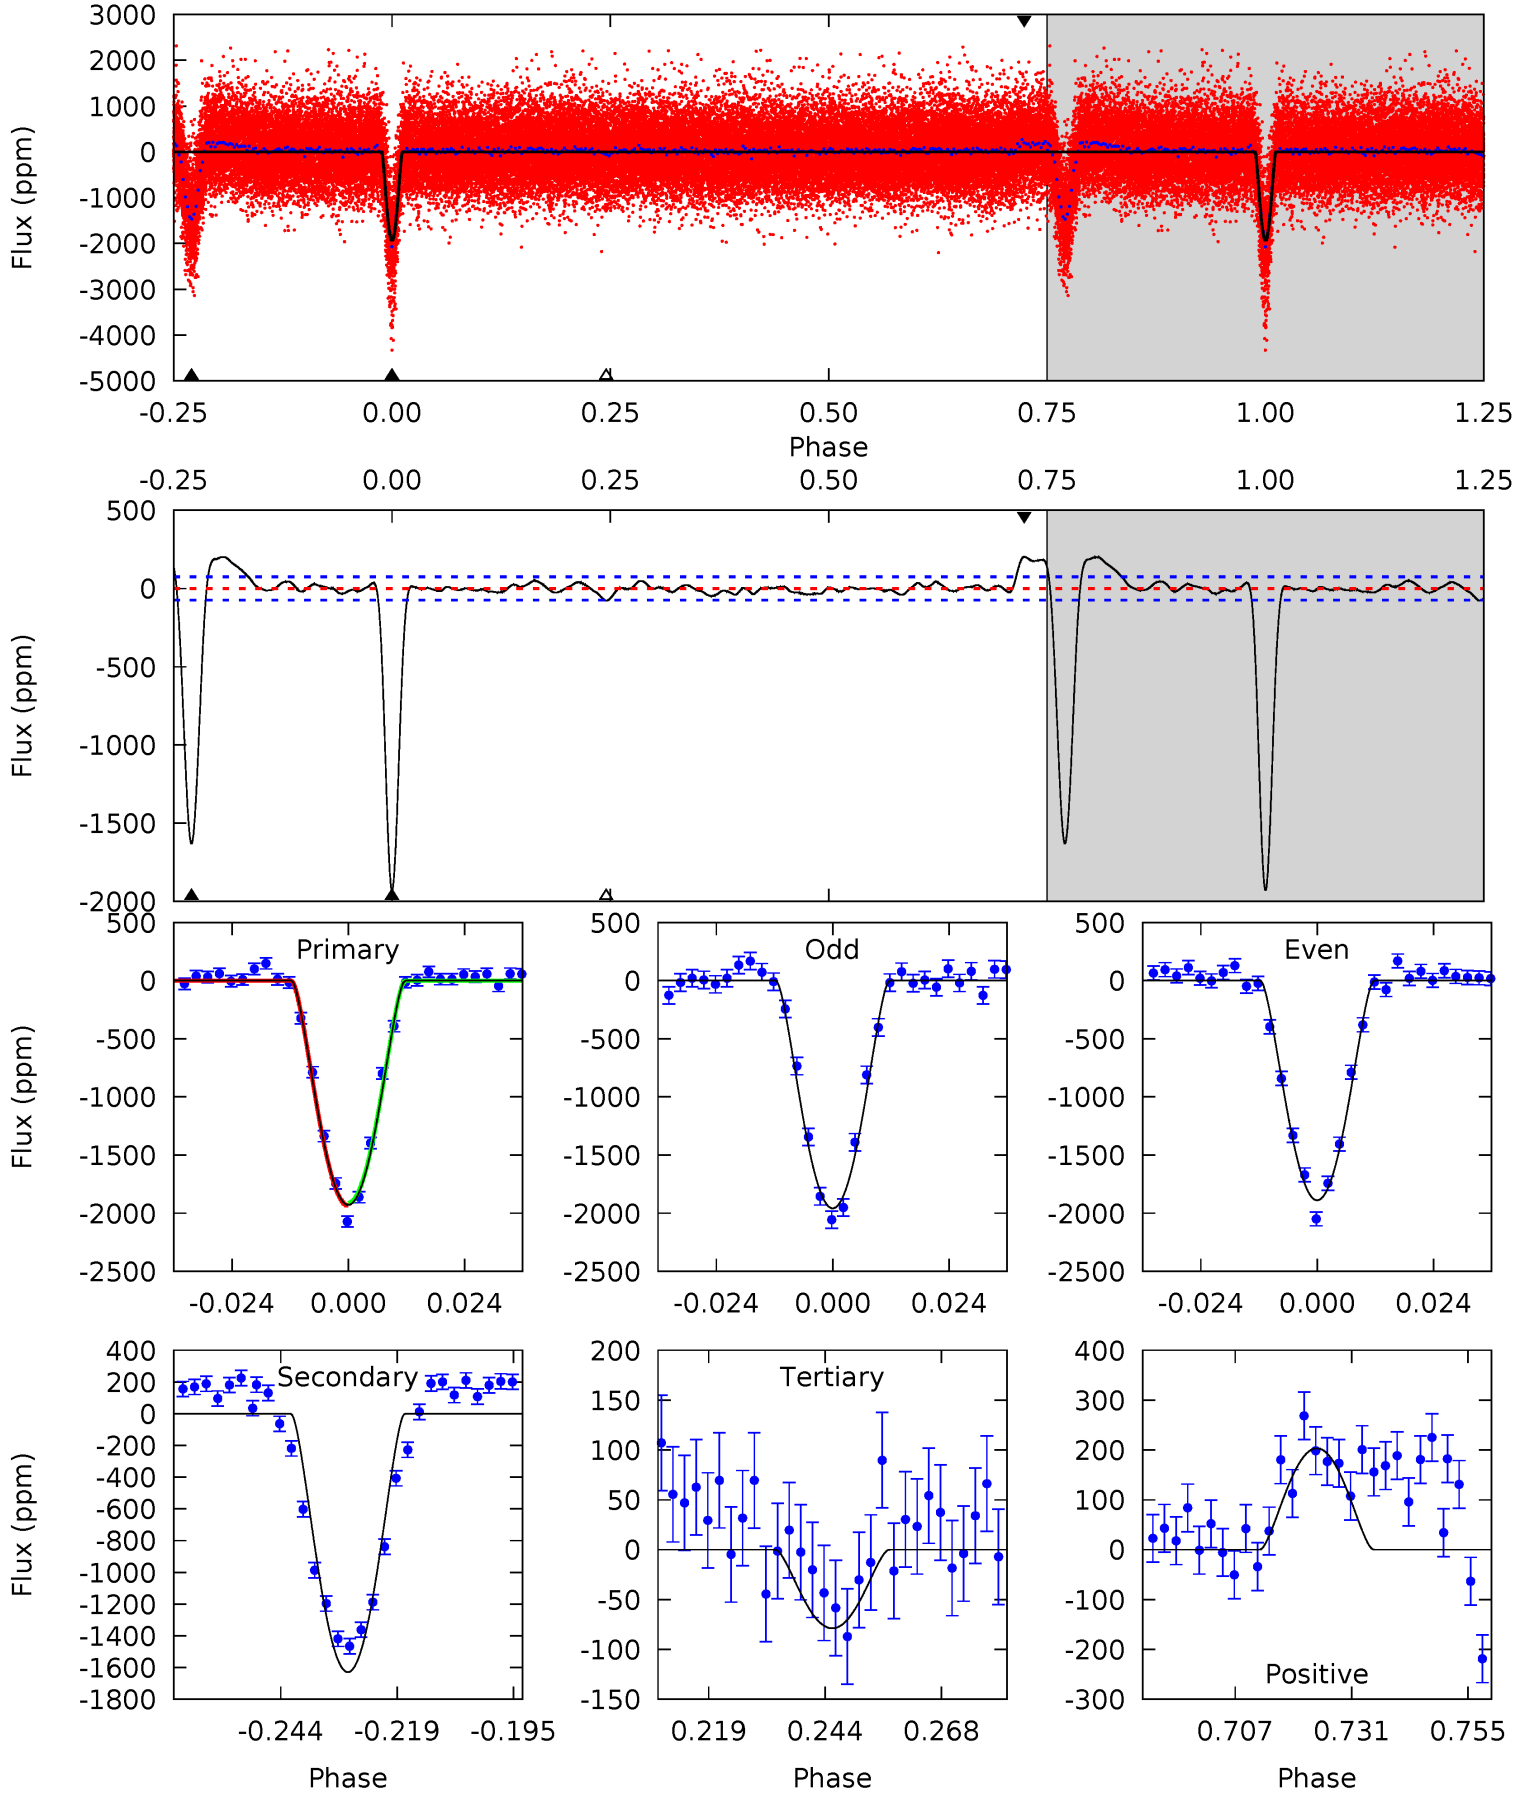 3000
2000
1000
0
-1000
-2000
-3000
-4000
-5000
Flux (ppm)
-0.25 0.00 0.25 0.50 0.75 1.00 1.25
Phase
-0.25 0.00 0.25 0.50 0.75 1.00 1.25
500
0
-500
-1000
-1500
-2000
Flux (ppm)
Primary
500
0
-500
-1000
-1500
-2000
-2500
Flux (ppm)
-0.024 0.000 0.024
Odd
500
0
-500
-1000
-1500
-2000
-2500
-0.024 0.000 0.024
Even
500
0
-500
-1000
-1500
-2000
-2500
-0.024 0.000 0.024
Secondary
400
200
0
-200
-400
-600
-800
-1000
-1200
-1400
-1600
-1800
Flux (ppm)
-0.244 -0.219 -0.195
Phase
Tertiary
200
150
100
50
0
-50
-100
-150
0.219 0.244 0.268
Phase
400
300
200
100
0
-100
-200
-300
Positive
0.707 0.731 0.755
Phase